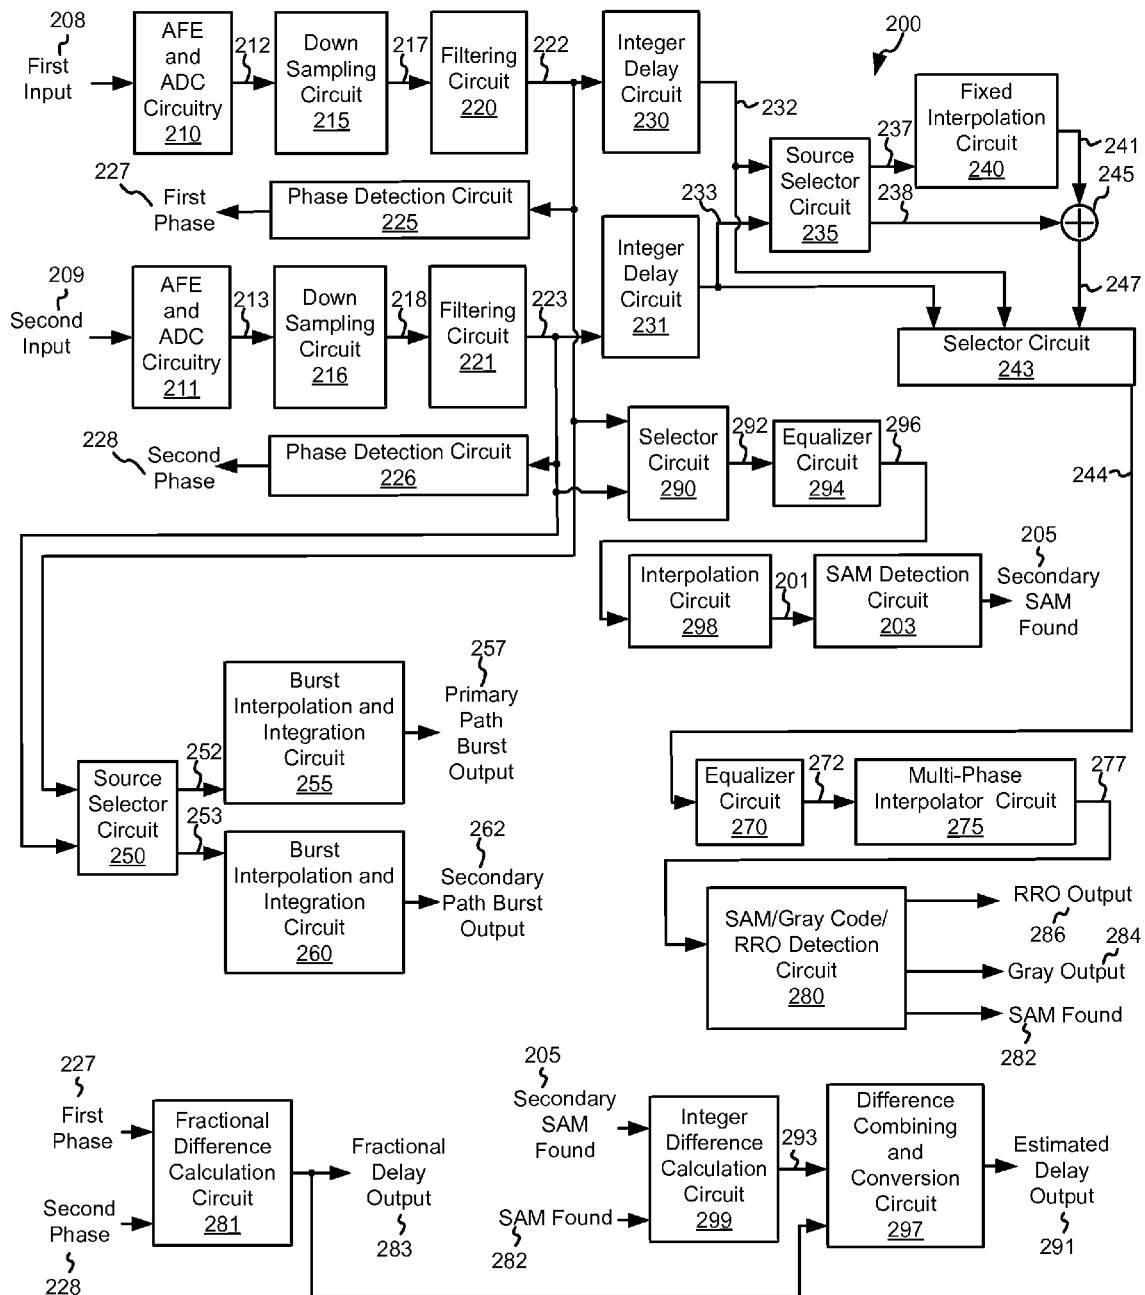 208
First
Input
AFE
and
ADC
Circuitry
210
212
Down
Sampling
Circuit
215
217
Filtering
Circuit
220
222
Integer
Delay
Circuit
230
232
200
Source
Selector
Circuit
235
237
238
Fixed
Interpolation
Circuit
240
241
245
247
227
First
Phase
Phase Detection Circuit
225
233
209
Second
Input
AFE
and
ADC
Circuitry
211
213
Down
Sampling
Circuit
216
218
Filtering
Circuit
221
223
Integer
Delay
Circuit
231
Selector Circuit
243
228
Second
Phase
Phase Detection Circuit
226
Selector
Circuit
290
292
Equalizer
Circuit
294
296
244
Interpolation
Circuit
298
201
SAM Detection
Circuit
203
205
Secondary
SAM
Found
Source
Selector
Circuit
250
252
253
Burst
Interpolation and
Integration
Circuit
255
257
Primary
Path
Burst
Output
Burst
Interpolation and
Integration
Circuit
260
262
Secondary
Path Burst
Output
Equalizer
Circuit
270
272
Multi-Phase
Interpolator Circuit
275
277
SAM/Gray Code/
RRO Detection
Circuit
280
RRO Output
286
284
Gray Output
SAM Found
282
227
First
Phase
Second
Phase
228
Fractional
Difference
Calculation
Circuit
281
Fractional
Delay
Output
283
205
Secondary
SAM
Found
SAM Found
282
Integer
Difference
Calculation
Circuit
299
293
Difference
Combining
and
Conversion
Circuit
297
Estimated
Delay
Output
291